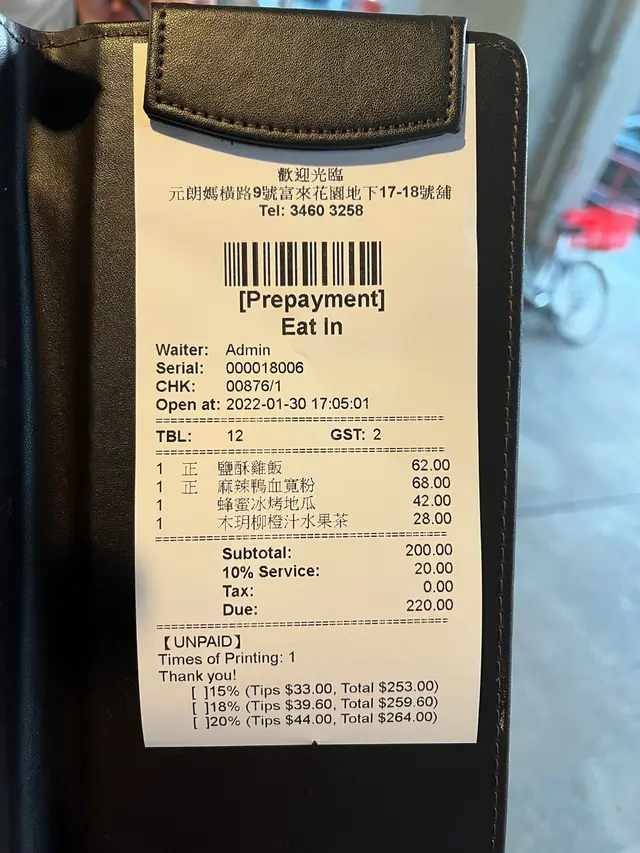 歡迎光臨
元朗媽橫路9號富來花園地下17-18號舖
Tel: 3460 3258
[Prepayment]
Eat In
Waiter: Admin
Serial: 000018006
CHK: 00876/1
Open at: 2022-01-30 17:05:01
TBL: 12 GST: 2
1 正 鹽酥雞飯 62.00
1 正 麻辣鴨血寬粉 68.00
1 蜂蜜冰烤地瓜 42.00
1 木玥柳橙汁水果茶 28.00
Subtotal: 200.00
10% Service: 20.00
Tax: 0.00
Due: 220.00
【UNPAID】
Times of Printing: 1
Thank you!
[ ]15% (Tips $33.00, Total $253.00)
[ ]18% (Tips $39.60, Total $259.60)
[ ]20% (Tips $44.00, Total $264.00)